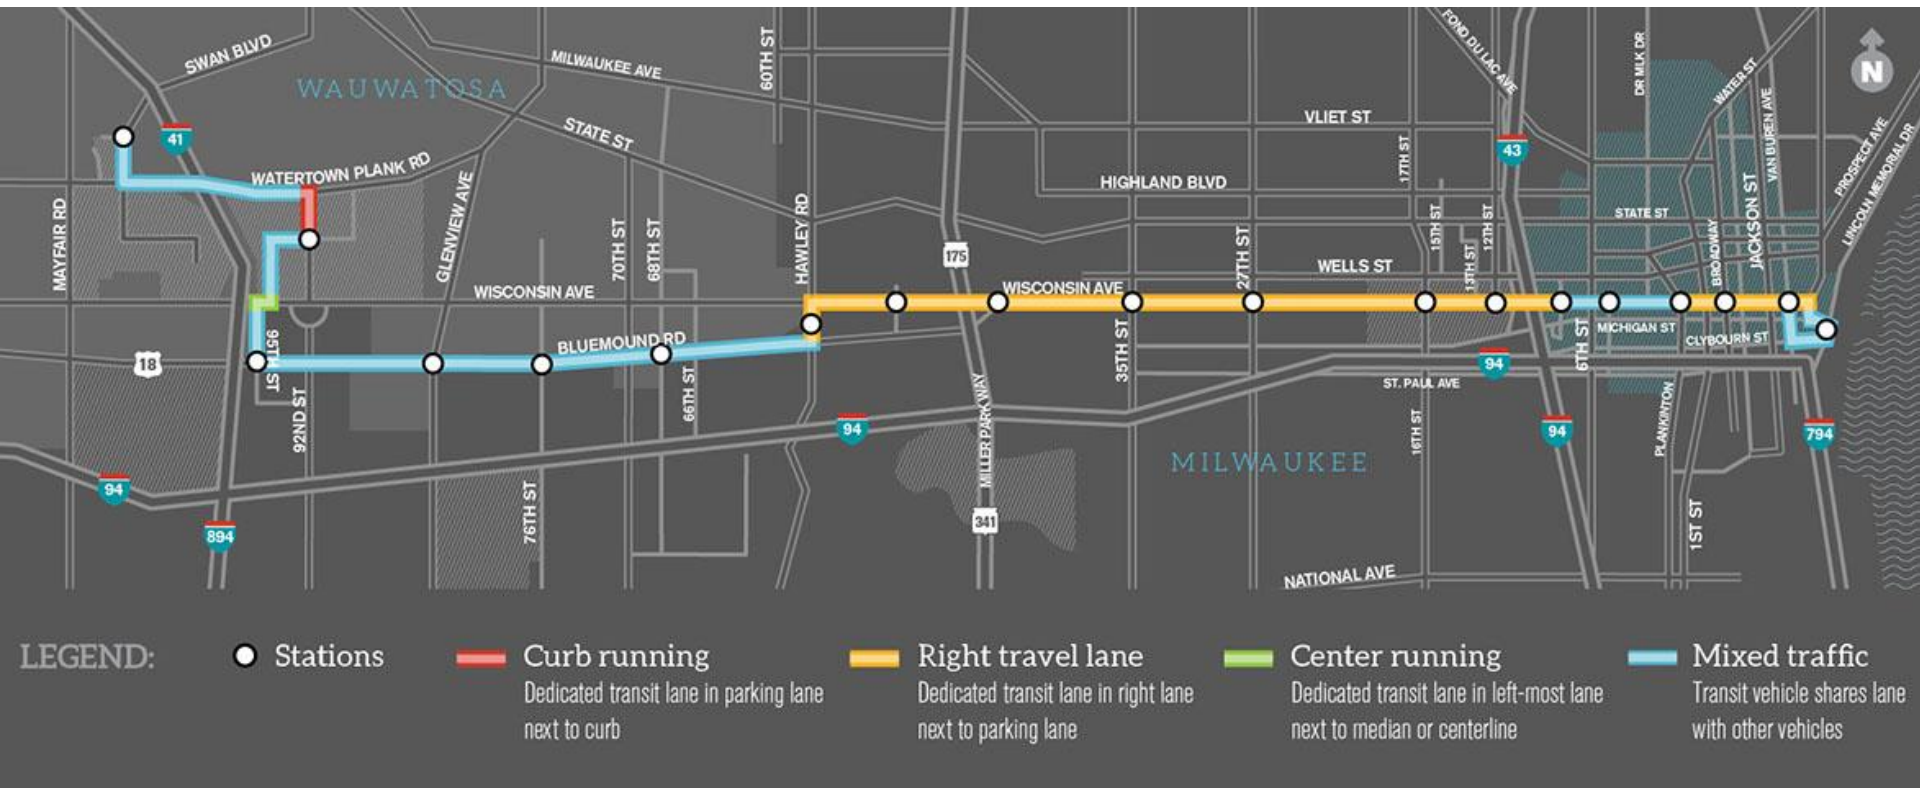 SWAN BLVD
WAUWATOSA
MILWAUKEE AVE
60TH ST
FOND DU LAC AVE
DR MLK DR
WATER ST
N
41
STATE ST
VLIET ST
43
17TH ST
VAN BUREN AVE
PROSPECT AVE
LINCOLN MEMORIAL DR
WATERTOWN PLANK RD
HIGHLAND BLVD
MAYFAIR RD
GLENVIEW AVE
70TH ST
68TH ST
HAWLEY RD
175
27TH ST
15TH ST
13TH ST
12TH ST
STATE ST
BROADWAY
JACKSON ST
WELLS ST
WISCONSIN AVE
WISCONSIN AVE
18
95TH ST
BLUEMOUND RD
35TH ST
6TH ST
MICHIGAN ST
CLYBOURN ST
92ND ST
69TH ST
MILLER PARK WAY
94
ST. PAUL AVE
94
16TH ST
94
PLANKINTON
794
MILWAUKEE
94
894
76TH ST
341
1ST ST
NATIONAL AVE
LEGEND:
Stations
Curb running
Dedicated transit lane in parking lane
next to curb
Right travel lane
Dedicated transit lane in right lane
next to parking lane
Center running
Dedicated transit lane in left-most lane
next to median or centerline
Mixed traffic
Transit vehicle shares lane
with other vehicles